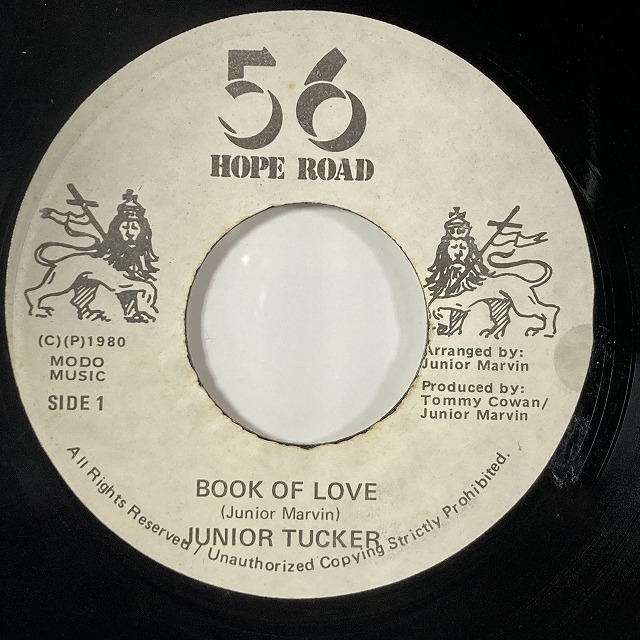 56
HOPE ROAD
(C)(P)1980
MODO
MUSIC
SIDE 1
Arranged by:
Junior Marvin
Produced by:
Tommy Cowan/
Junior Marvin
BOOK OF LOVE
(Junior Marvin)
JUNIOR TUCKER
All Rights Reserved / Unauthorized Copying Strictly Prohibited.